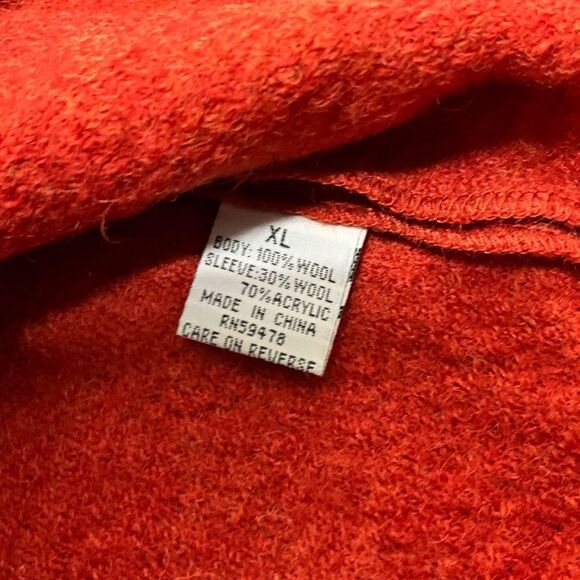 XL
BODY: 100% WOOL
SLEEVE:30% WOOL
70% ACRYLIC
MADE IN CHINA
RN59478
CARE ON REVERSE